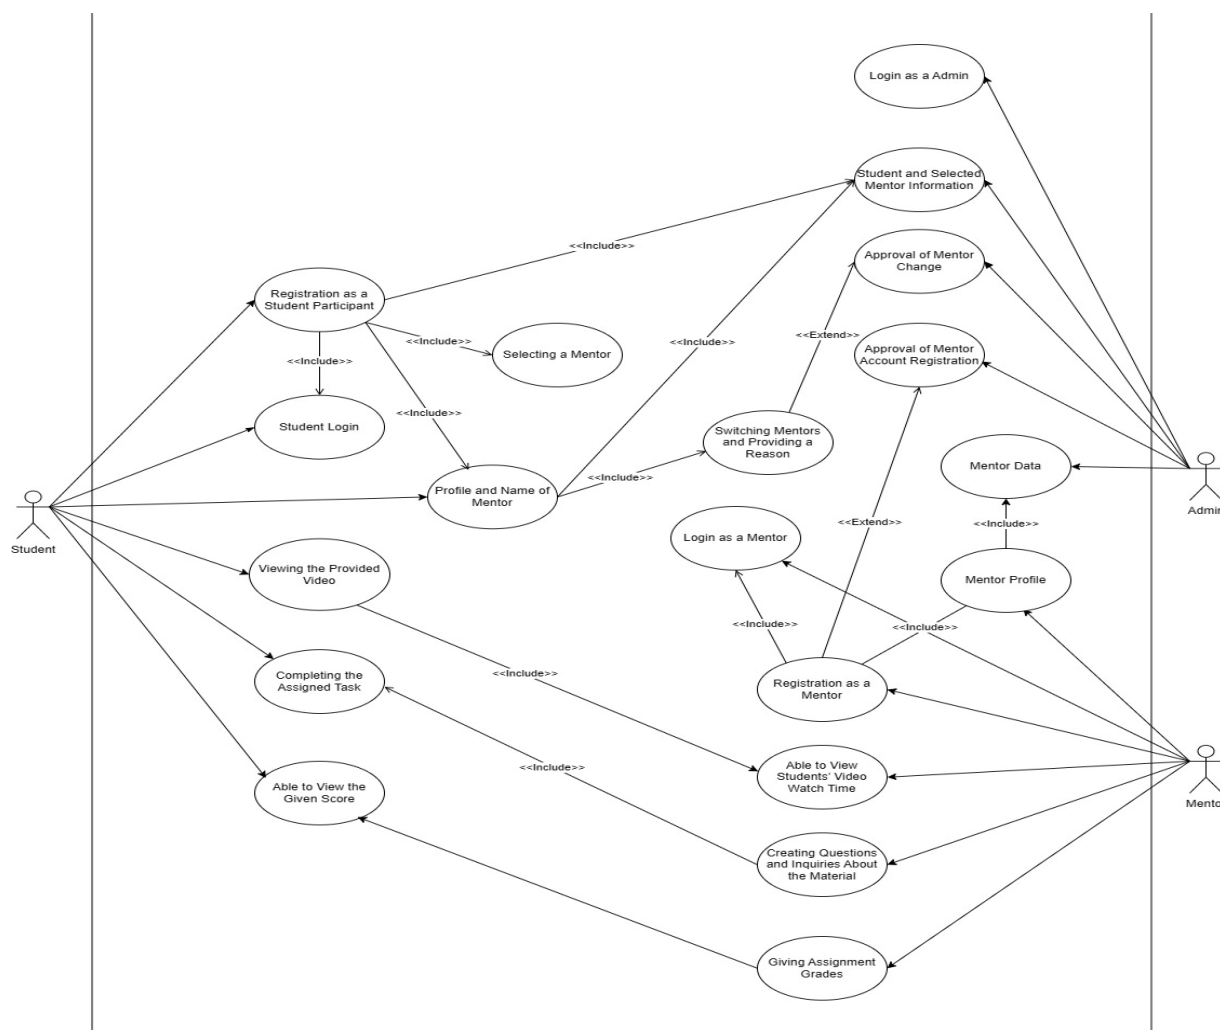 Login as a Admin
Student and Selected
Mentor Information
<<Include>>
Approval of Mentor
Change
Registration as a
Student Participant
<<Extend>>
<<Include>>
<<Include>>
<<Include>>
Selecting a Mentor
Approval of Mentor
Account Registration
<<Include>>
Student Login
Switching Mentors
and Providing a
Reason
Mentor Data
<<Include>>
Profile and Name of
Mentor
Admin
<<Extend>>
<<Include>>
Login as a Mentor
Student
Viewing the Provided
Video
Mentor Profile
<<Include>>
<<Include>>
Completing the
Assigned Task
<<Include>>
Registration as a
Mentor
<<Include>>
Able to View
Students' Video
Watch Time
Able to View the
Given Score
Mento
Creating Questions
and Inquiries About
the Material
Giving Assignment
Grades